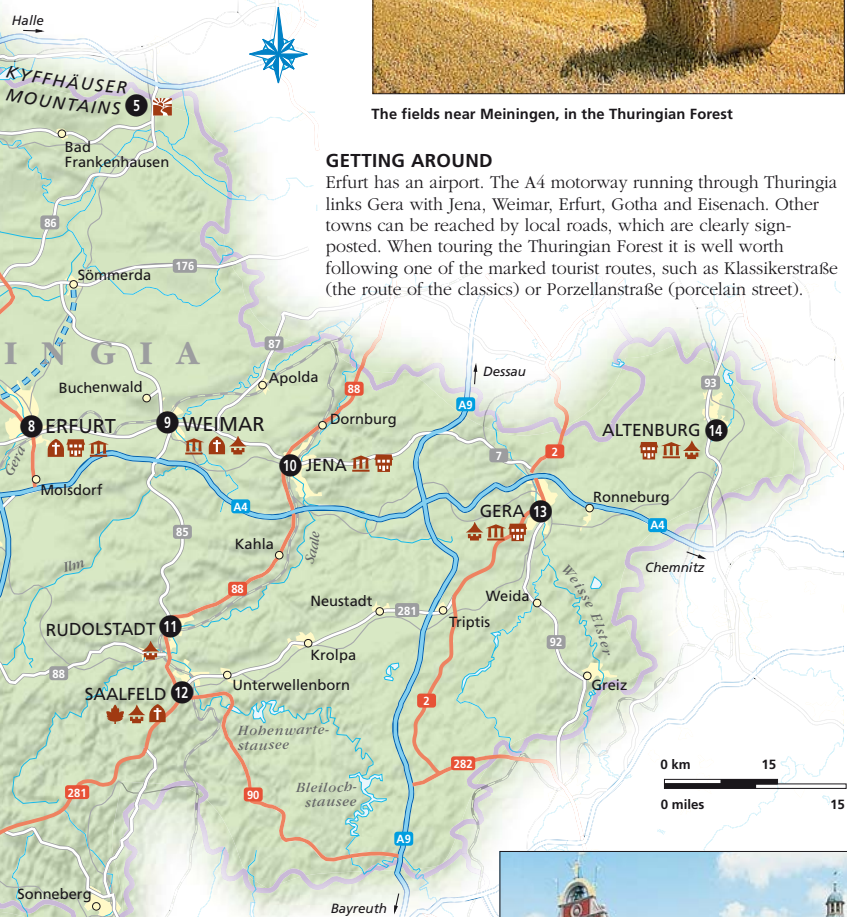 Halle
KYFFHÄUSER
MOUNTAINS 5
Bad
Frankenhausen
The fields near Meiningen, in the Thuringian Forest
GETTING AROUND
Erfurt has an airport. The A4 motorway running through Thuringia
links Gera with Jena, Weimar, Erfurt, Gotha and Eisenach. Other
towns can be reached by local roads, which are clearly sign-
posted. When touring the Thuringian Forest it is well worth
following one of the marked tourist routes, such as Klassikerstraße
(the route of the classics) or Porzellanstraße (porcelain street).
86
176
Sömmerda
INGIA
87
Buchenwald
Apolda
88
Dessau
A9
93
8 ERFURT
9 WEIMAR
Dornburg
ALTENBURG 14
Gera
10 JENA
7
2
Molsdorf
A4
GERA 13
Ronneburg
A4
Chemnitz
85
Kahla
Saale
Ilm
88
Neustadt
281
Triptis
Weida
Weisse Elster
RUDOLSTADT 11
Krolpa
92
88
SAALFELD 12
Unterwellenborn
Greiz
2
Hohenwarte-
stausee
282
0 km 15
0 miles 15
281
90
Bleiloch-
stausee
A9
Sonneberg
Bayreuth